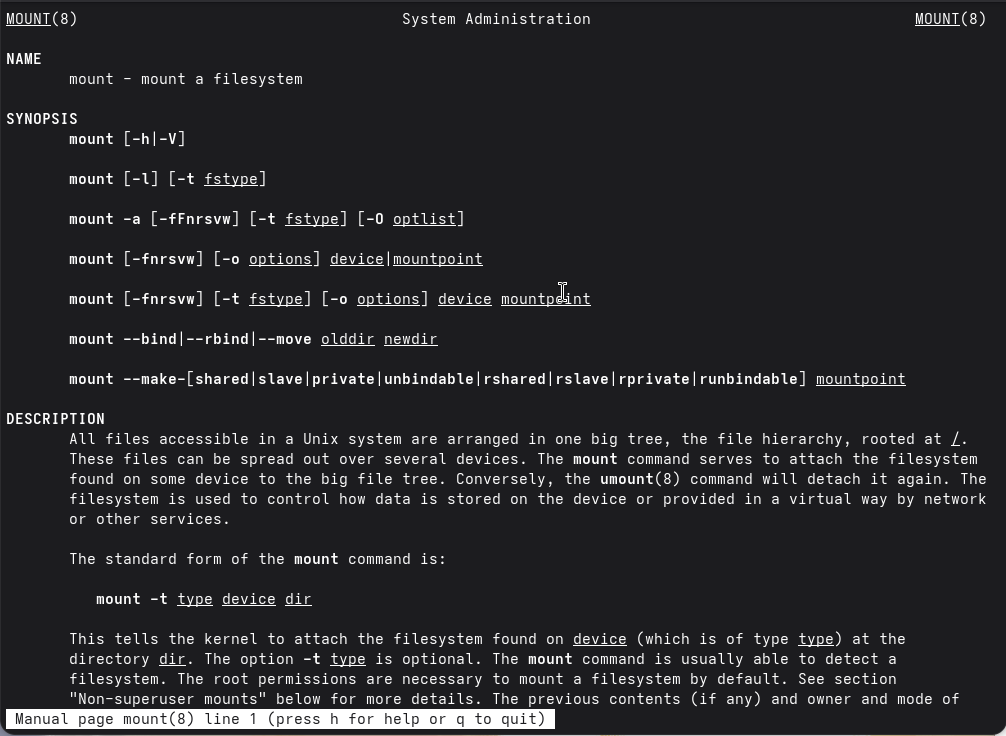 MOUNT(8) System Administration MOUNT(8)
NAME
mount - mount a filesystem
SYNOPSIS
mount [-h|-V]
mount [-l] [-t fstype]
mount -a [-fFnrsvw] [-t fstype] [-O optlist]
mount [-fnrsvw] [-o options] device|mountpoint
mount [-fnrsvw] [-t fstype] [-o options] device mountpoint
mount --bind|--rbind|--move olddir newdir
mount --make-[shared|slave|private|unbindable|rshared|rslave|rprivate|runbindable] mountpoint
DESCRIPTION
All files accessible in a Unix system are arranged in one big tree, the file hierarchy, rooted at /.
These files can be spread out over several devices. The mount command serves to attach the filesystem
found on some device to the big file tree. Conversely, the umount(8) command will detach it again. The
filesystem is used to control how data is stored on the device or provided in a virtual way by network
or other services.
The standard form of the mount command is:
mount -t type device dir
This tells the kernel to attach the filesystem found on device (which is of type type) at the
directory dir. The option -t type is optional. The mount command is usually able to detect a
filesystem. The root permissions are necessary to mount a filesystem by default. See section
"Non-superuser mounts" below for more details. The previous contents (if any) and owner and mode of
Manual page mount(8) line 1 (press h for help or q to quit)